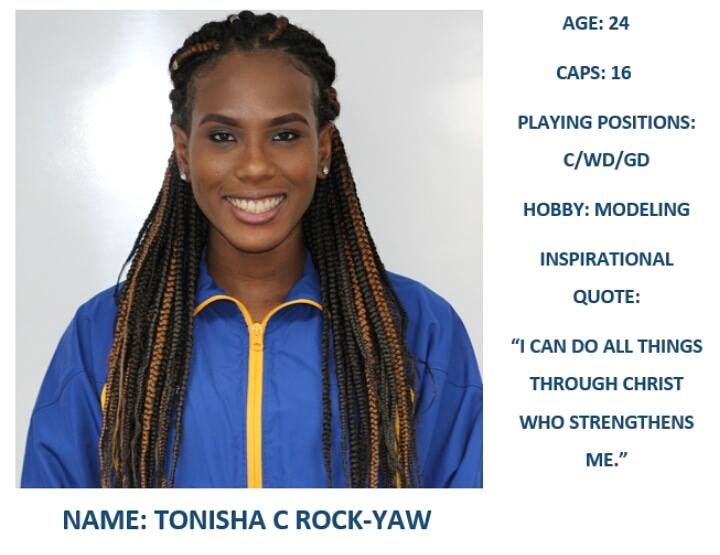 AGE: 24
CAPS: 16
PLAYING POSITIONS:
C/WD/GD
HOBBY: MODELING
INSPIRATIONAL
QUOTE:
“I CAN DO ALL THINGS
THROUGH CHRIST
WHO STRENGTHENS
ME.”
NAME: TONISHA C ROCK-YAW